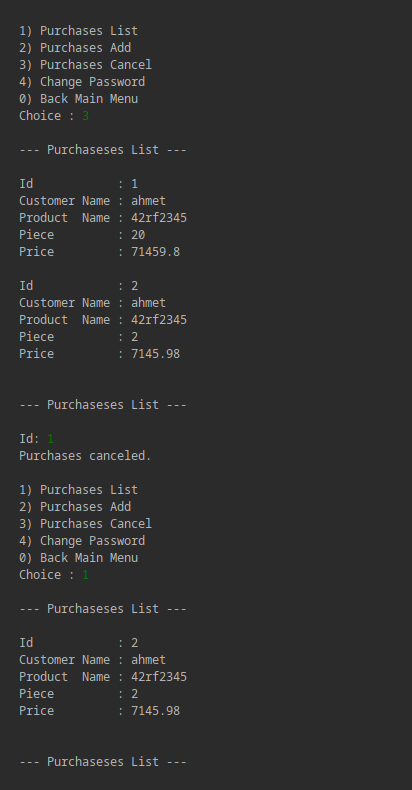 1) Purchases List
2) Purchases Add
3) Purchases Cancel
4) Change Password
0) Back Main Menu
Choice : 3
--- Purchaseses List ---
Id            : 1
Customer Name : ahmet
Product  Name : 42rf2345
Piece         : 20
Price         : 71459.8
Id            : 2
Customer Name : ahmet
Product  Name : 42rf2345
Piece         : 2
Price         : 7145.98
--- Purchaseses List ---
Id: 1
Purchases canceled.
1) Purchases List
2) Purchases Add
3) Purchases Cancel
4) Change Password
0) Back Main Menu
Choice : 1
--- Purchaseses List ---
Id            : 2
Customer Name : ahmet
Product  Name : 42rf2345
Piece         : 2
Price         : 7145.98
--- Purchaseses List ---